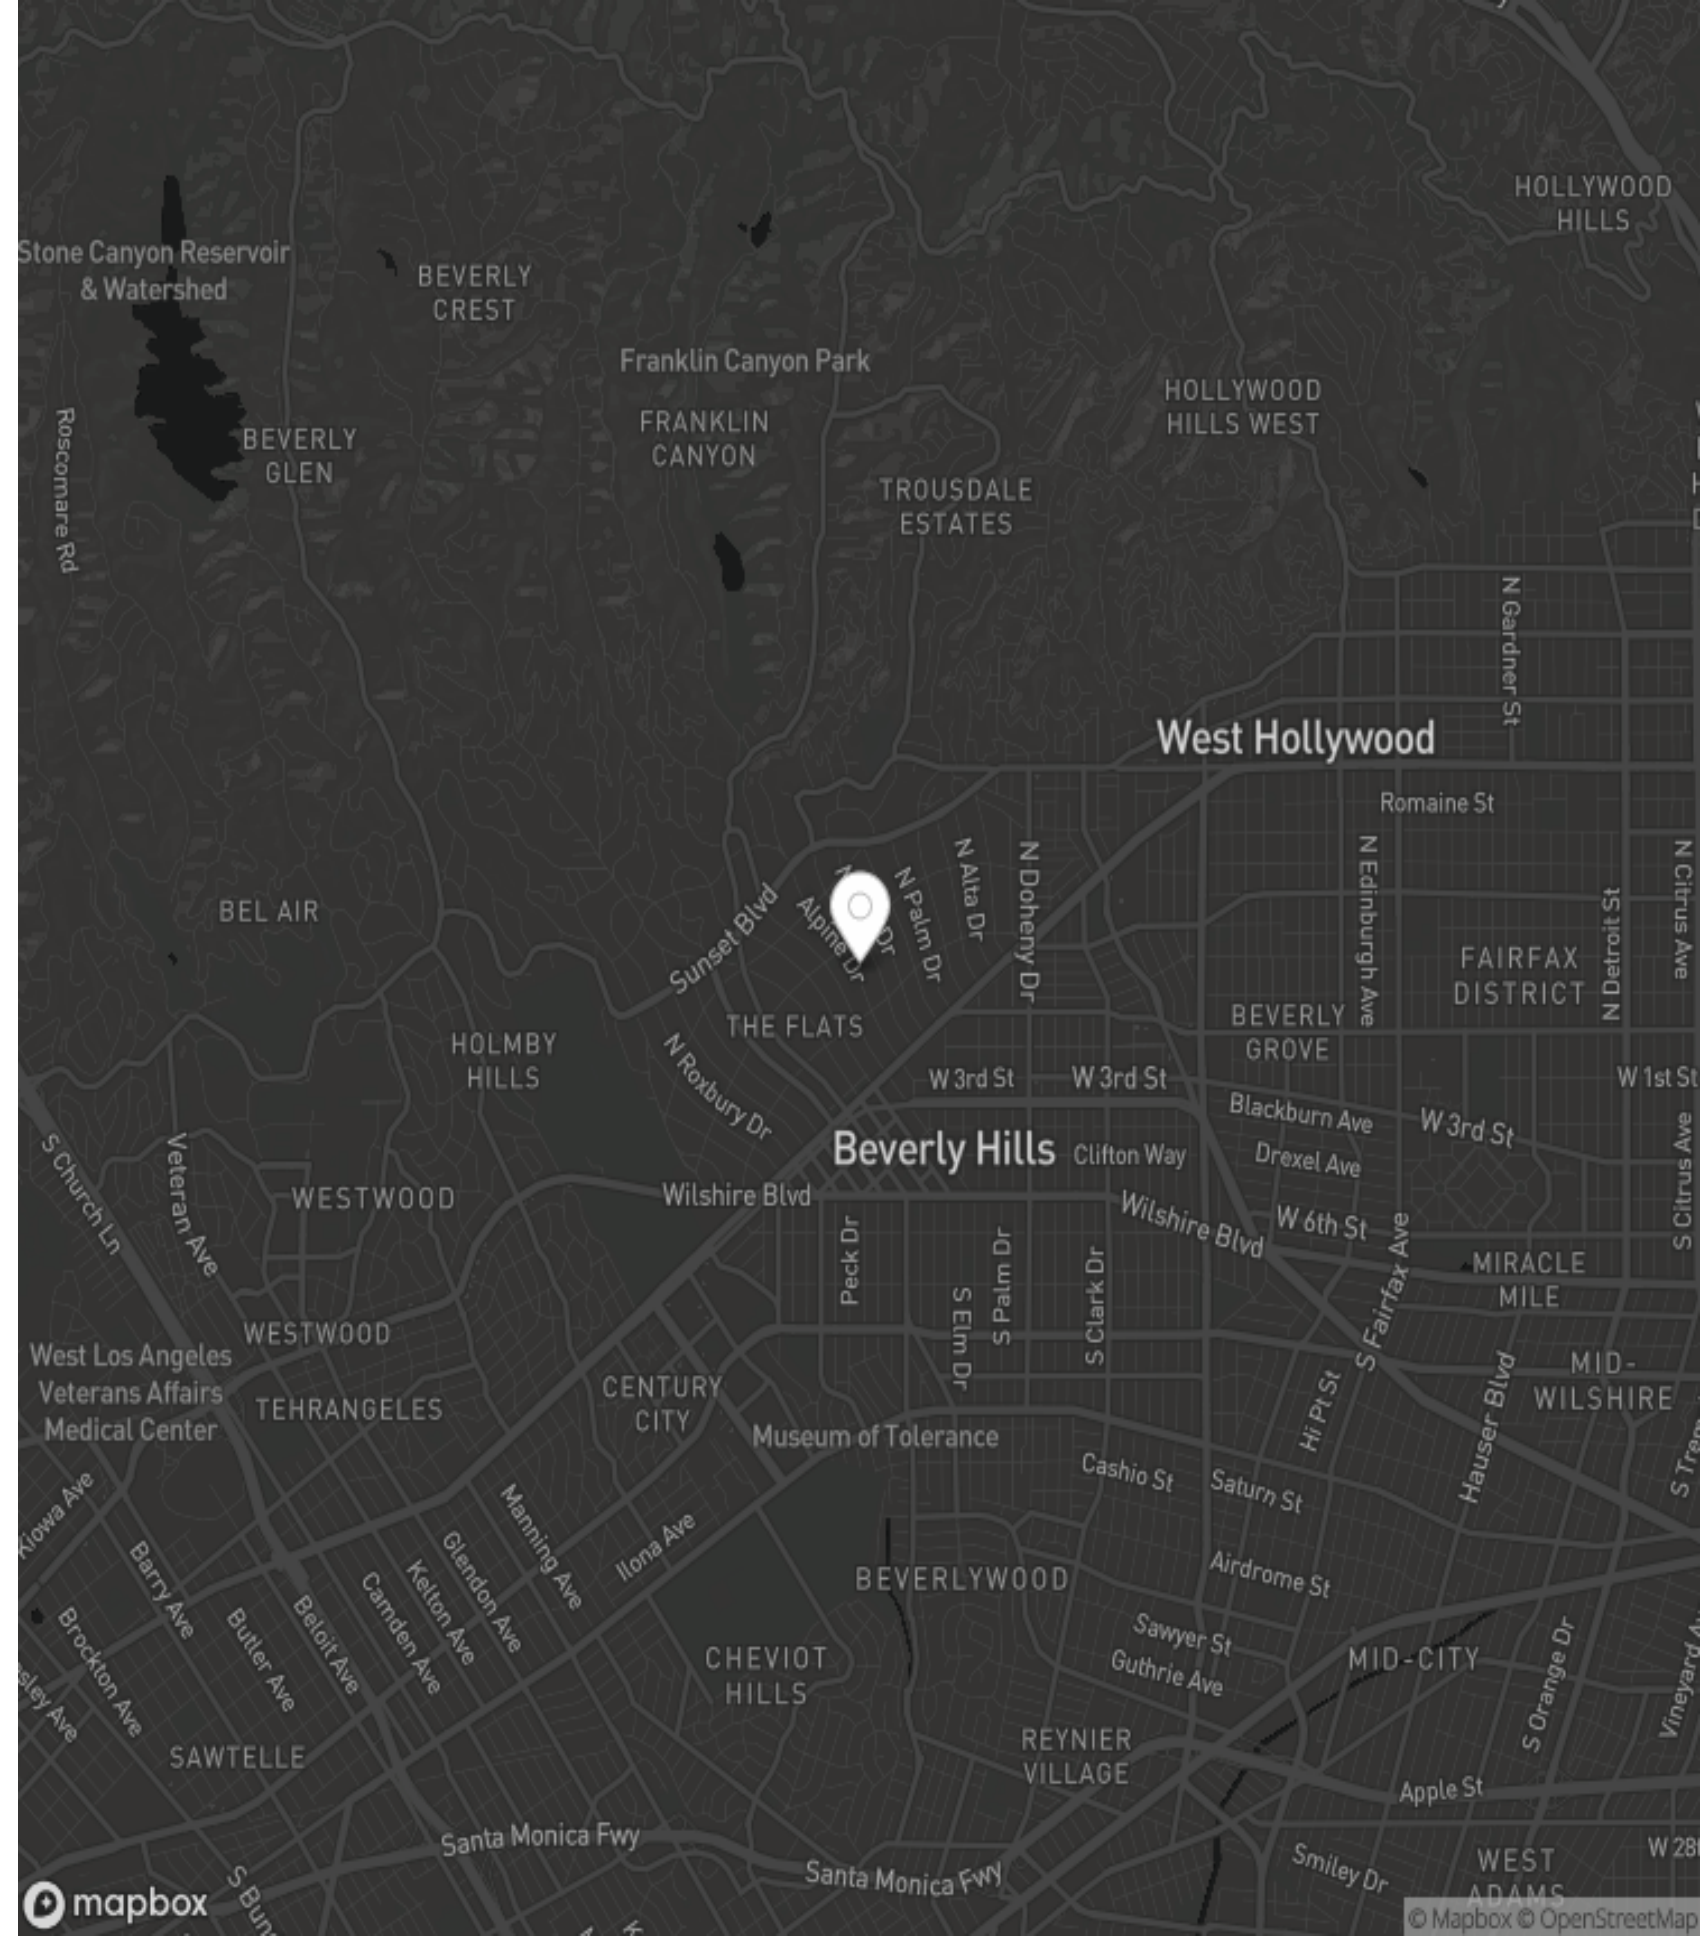 HOLLYWOOD
HILLS
Stone Canyon Reservoir
& Watershed
BEVERLY
CREST
Franklin Canyon Park
FRANKLIN
CANYON
HOLLYWOOD
HILLS WEST
Roscomare Rd
BEVERLY
GLEN
TROUSDALE
ESTATES
N Gardner St
West Hollywood
Romaine St
N Alta Dr
N Doheny Dr
N Edinburgh Ave
N Citrus Ave
N Palm Dr
Alpine Dr
Dr
Sunset Blvd
BEL AIR
N Detroit St
FAIRFAX
DISTRICT
THE FLATS
BEVERLY
GROVE
HOLMBY
HILLS
N Roxbury Dr
W 3rd St
W 3rd St
W 1st St
Blackburn Ave
W 3rd St
S Citrus Ave
S Church Ln
Veteran Ave
Beverly Hills
Clifton Way
Drexel Ave
WESTWOOD
Wilshire Blvd
Wilshire Blvd
W 6th St
Peck Dr
S Palm Dr
S Elm Dr
S Clark Dr
S Fairfax Ave
MIRACLE
MILE
WESTWOOD
West Los Angeles
Veterans Affairs
Medical Center
TEHRANGELES
CENTURY
CITY
Museum of Tolerance
Hi Pt St
Hauser Blvd
MID-
WILSHIRE
Cashio St
Saturn St
Kiowa Ave
Manning Ave
Ilona Ave
Glendon Ave
Kelton Ave
Camden Ave
Beloit Ave
Barry Ave
Butler Ave
Brockton Ave
BEVERLYWOOD
Airdrome St
Sawyer St
Guthrie Ave
MID-CITY
S Orange Dr
CHEVIOT
HILLS
REYNIER
VILLAGE
SAWTELLE
Apple St
Santa Monica Fwy
Santa Monica Fwy
Smiley Dr
WEST
ADAMS
mapbox
© Mapbox © OpenStreetMap